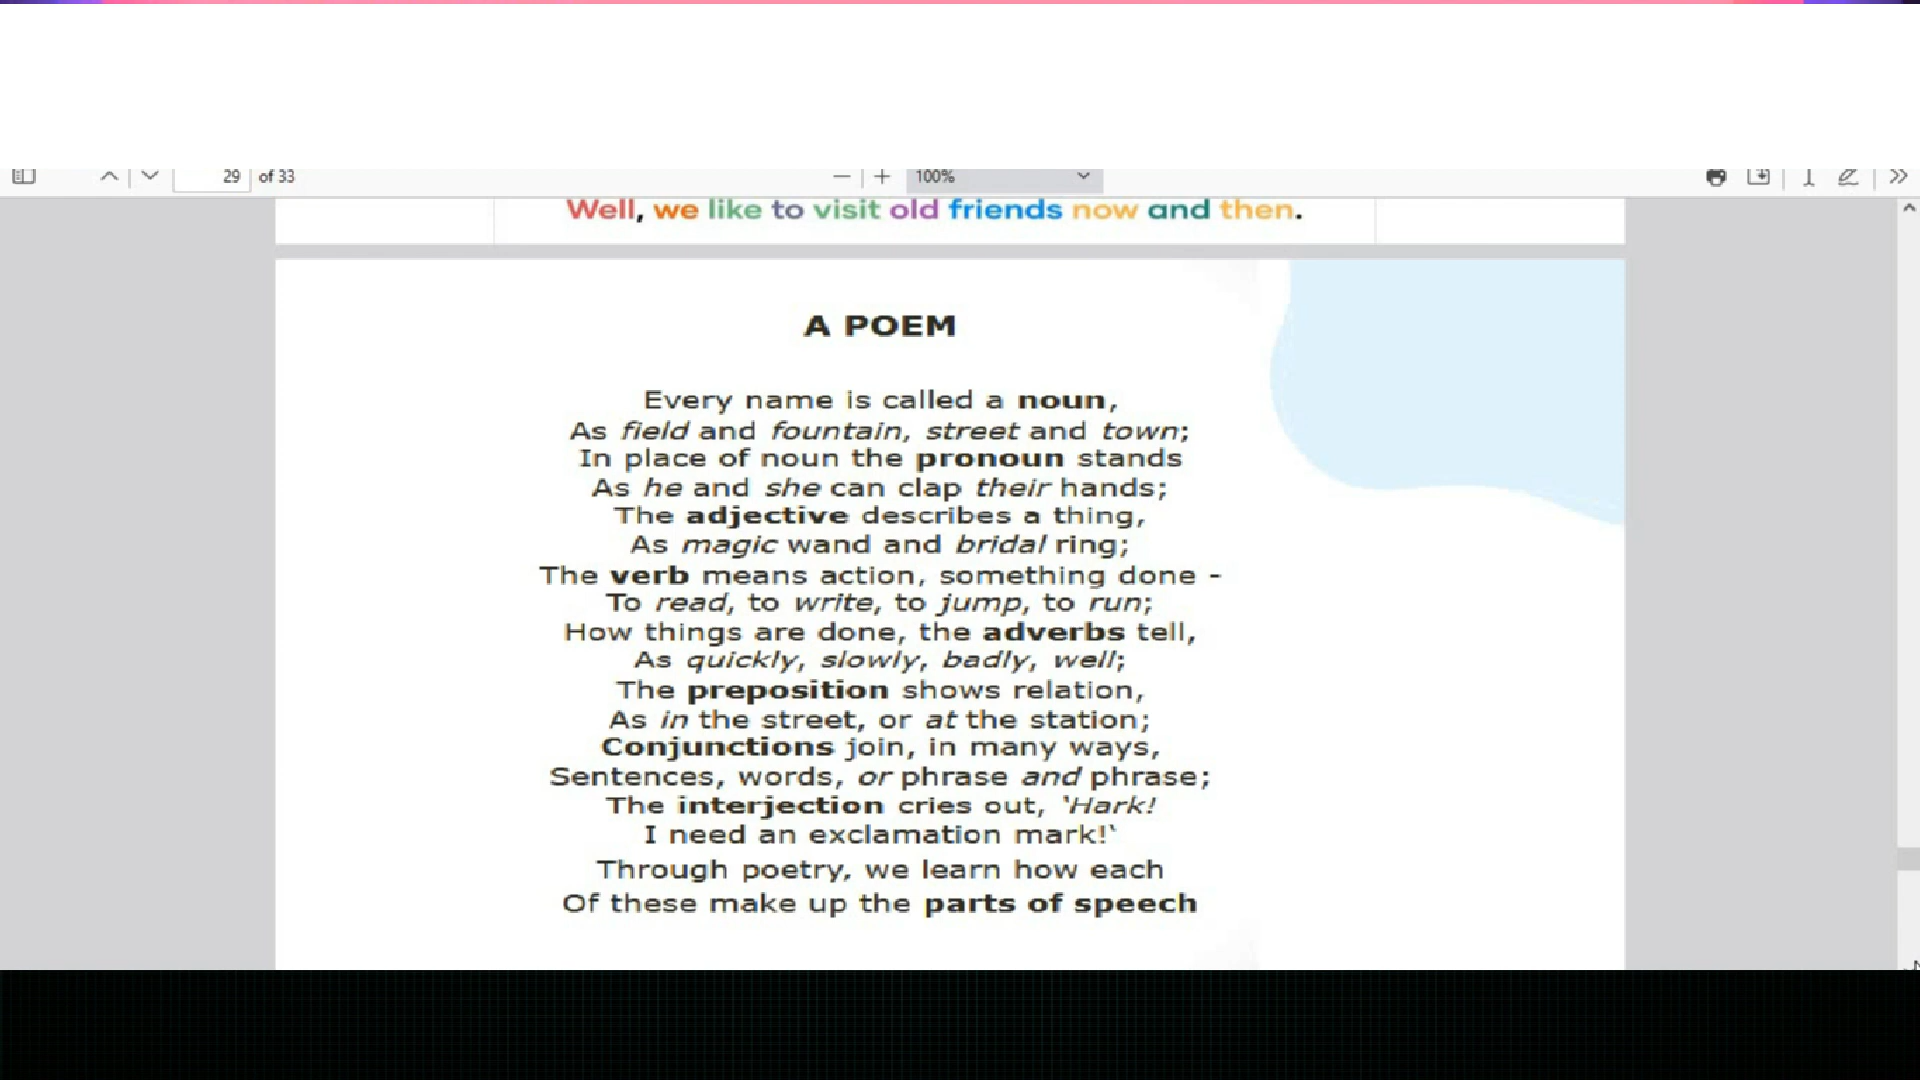 29 of 33
100%
Well, we like to visit old friends now and then.
A POEM
Every name is called a noun,
As field and fountain, street and town;
In place of noun the pronoun stands
As he and she can clap their hands;
The adjective describes a thing,
As magic wand and bridal ring;
The verb means action, something done -
To read, to write, to jump, to run;
How things are done, the adverbs tell,
As quickly, slowly, badly, well;
The preposition shows relation,
As in the street, or at the station;
Conjunctions join, in many ways,
Sentences, words, or phrase and phrase;
The interjection cries out, ‛Hark!
I need an exclamation mark!‛
Through poetry, we learn how each
Of these make up the parts of speech